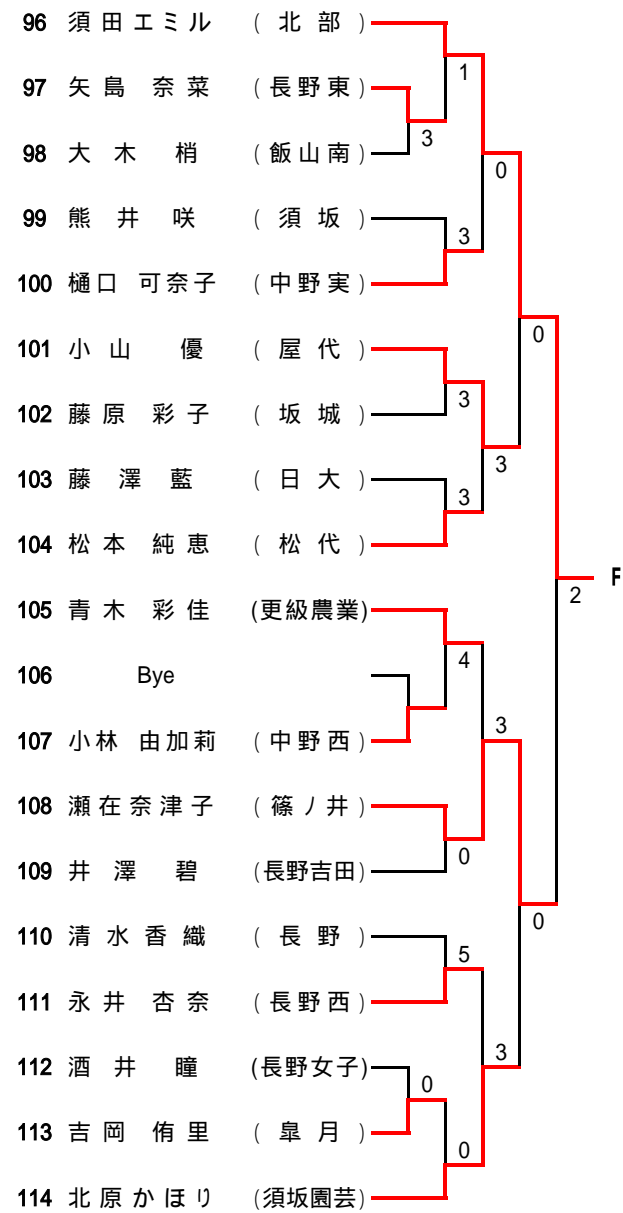 96 須田エミル (北部)
1
97 矢島 奈菜 (長野東)
3
98 大木 梢 (飯山南)
0
99 熊井 咲 (須坂)
3
100 樋口 可奈子 (中野実)
0
101 小山 優 (屋代)
3
102 藤原 彩子 (坂城)
3
103 藤澤 藍 (日大)
3
104 松本 純恵 (松代)
2 F
105 青木 彩佳 (更級農業)
4
106 Bye
3
107 小林 由加莉 (中野西)
108 瀬在奈津子 (篠ノ井)
0
109 井澤 碧 (長野吉田)
0
110 清水香織 (長野)
5
111 永井 杏奈 (長野西)
3
112 酒井 瞳 (長野女子)
0
113 吉岡 侑里 (皐月)
0
114 北原かほり (須坂園芸)